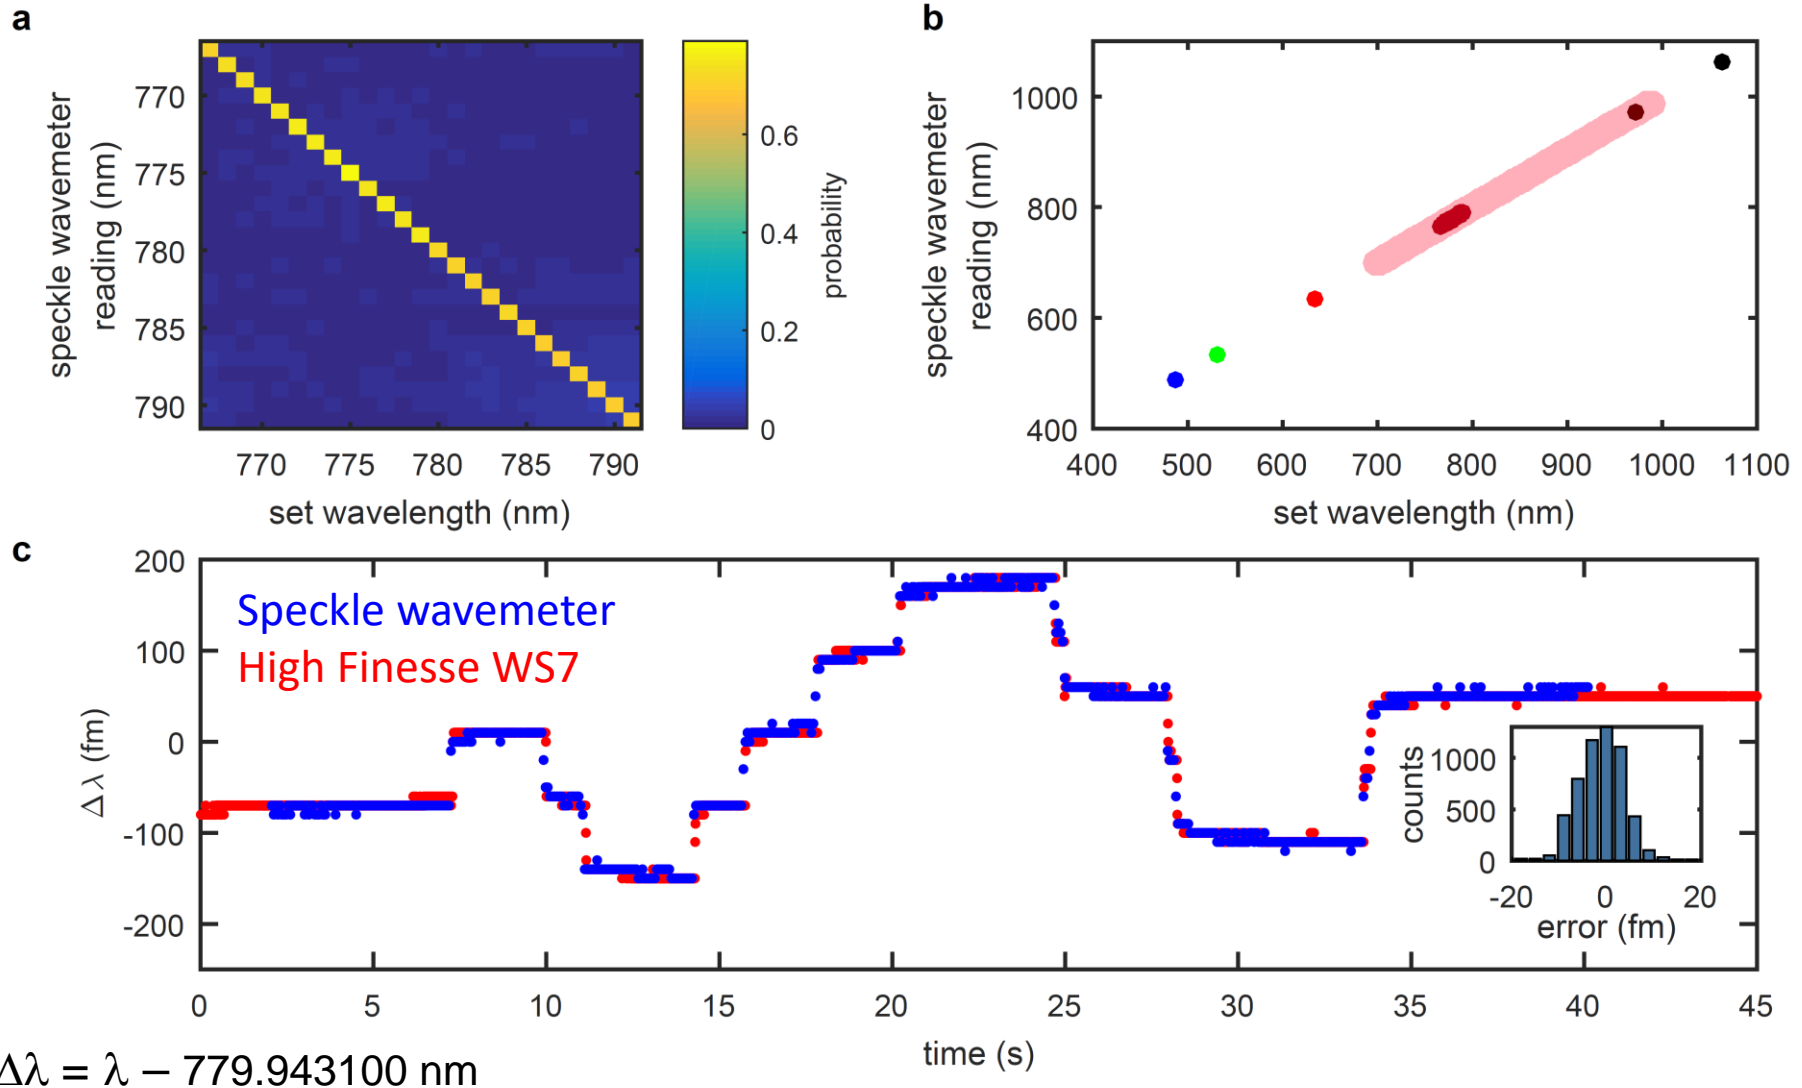 a
speckle wavemeter
reading (nm)
770
775
780
785
790
770 775 780 785 790
set wavelength (nm)
0.6
0.4
0.2
0
probability
b
speckle wavemeter
reading (nm)
1000
800
600
400
400 500 600 700 800 900 1000 1100
set wavelength (nm)
c
200
100
0
-100
-200
Δλ (fm)
Speckle wavemeter
High Finesse WS7
counts
1000
500
0
-20 0 20
error (fm)
0 5 10 15 20 25 30 35 40 45
time (s)
Δλ = λ – 779.943100 nm